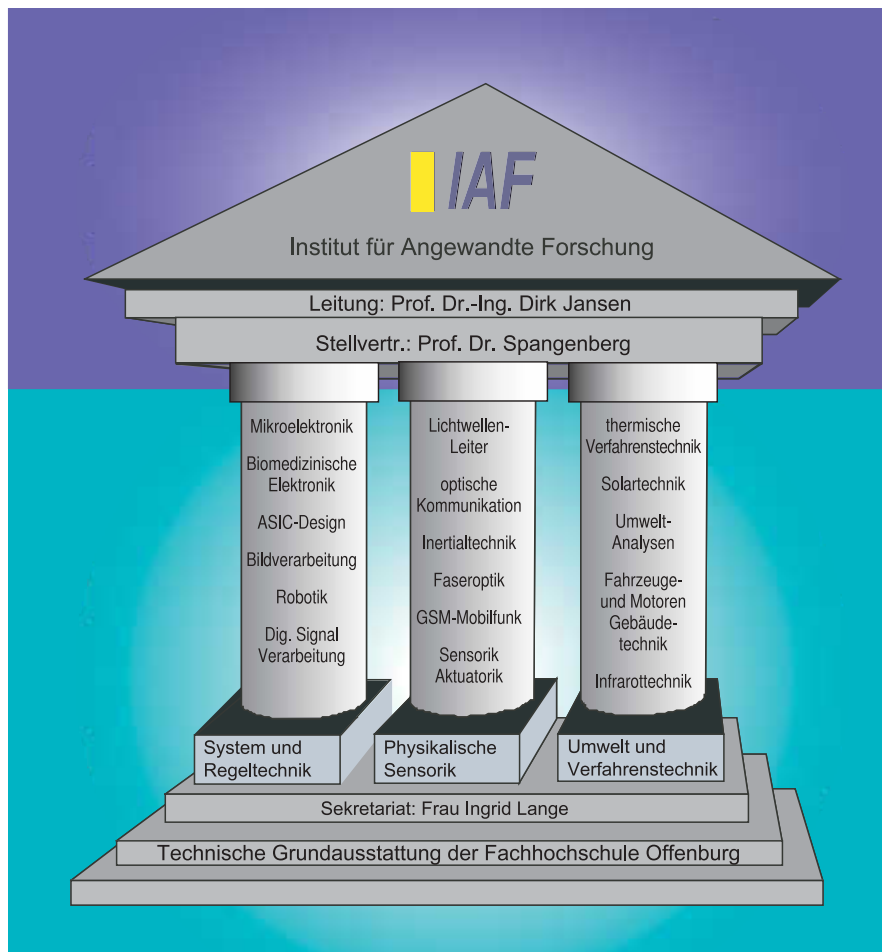 IAF
Institut für Angewandte Forschung
Leitung: Prof. Dr.-Ing. Dirk Jansen
Stellvertr.: Prof. Dr. Spangenberg
Mikroelektronik
Biomedizinische
Elektronik
ASIC-Design
Bildverarbeitung
Robotik
Dig. Signal
Verarbeitung
System und
Regeltechnik
Lichtwellen-
Leiter
optische
Kommunikation
Inertialtechnik
Faseroptik
GSM-Mobilfunk
Sensorik
Aktuatorik
Physikalische
Sensorik
thermische
Verfahrenstechnik
Solartechnik
Umwelt-
Analysen
Fahrzeuge-
und Motoren
Gebäude-
technik
Infrarottechnik
Umwelt und
Verfahrenstechnik
Sekretariat: Frau Ingrid Lange
Technische Grundausstattung der Fachhochschule Offenburg